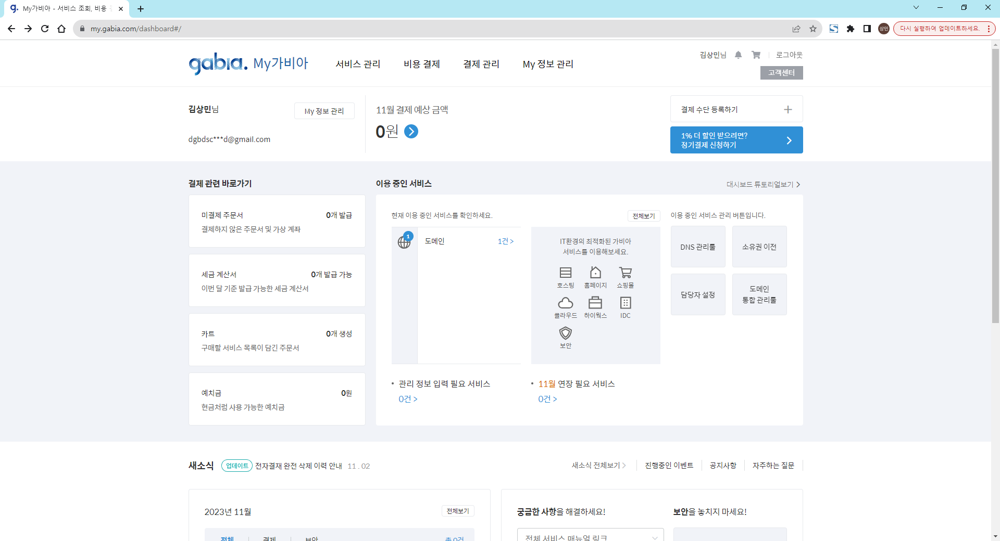 My가비아 - 서비스 조회, 비용
my.gabia.com/dashboard#/
상민
다시 실행하여 업데이트하세요.
gabia. My가비아
서비스 관리
비용 결제
결제 관리
My 정보 관리
김상민님
로그아웃
고객센터
김상민님
My 정보 관리
dgbdsc***d@gmail.com
11월 결제 예상 금액
0원
결제 수단 등록하기
1% 더 할인 받으려면?
정기결제 신청하기
결제 관련 바로가기
미결제 주문서
0개 발급
결제하지 않은 주문서 및 가상 계좌
세금 계산서
0개 발급 가능
이번 달 기준 발급 가능한 세금 계산서
카트
0개 생성
구매할 서비스 목록이 담긴 주문서
예치금
0원
현금처럼 사용 가능한 예치금
이용 중인 서비스
대시보드 튜토리얼보기 >
현재 이용 중인 서비스를 확인하세요.
전체보기
1
도메인
1건 >
IT환경의 최적화된 가비아
서비스를 이용해보세요.
호스팅
홈페이지
쇼핑몰
클라우드
하이웍스
IDC
보안
이용 중인 서비스 관리 버튼입니다.
DNS 관리툴
소유권 이전
담당자 설정
도메인
통합 관리툴
• 관리 정보 입력 필요 서비스
0건 >
• 11월 연장 필요 서비스
0건 >
새소식
업데이트
전자결재 완전 삭제 이력 안내
11 . 02
새소식 전체보기 >
진행중인 이벤트
공지사항
자주하는 질문
2023년 11월
전체보기
전체
결제
보안
총 0건
궁금한 사항을 해결하세요!
전체 서비스 매뉴얼 링크
보안을 놓치지 마세요!